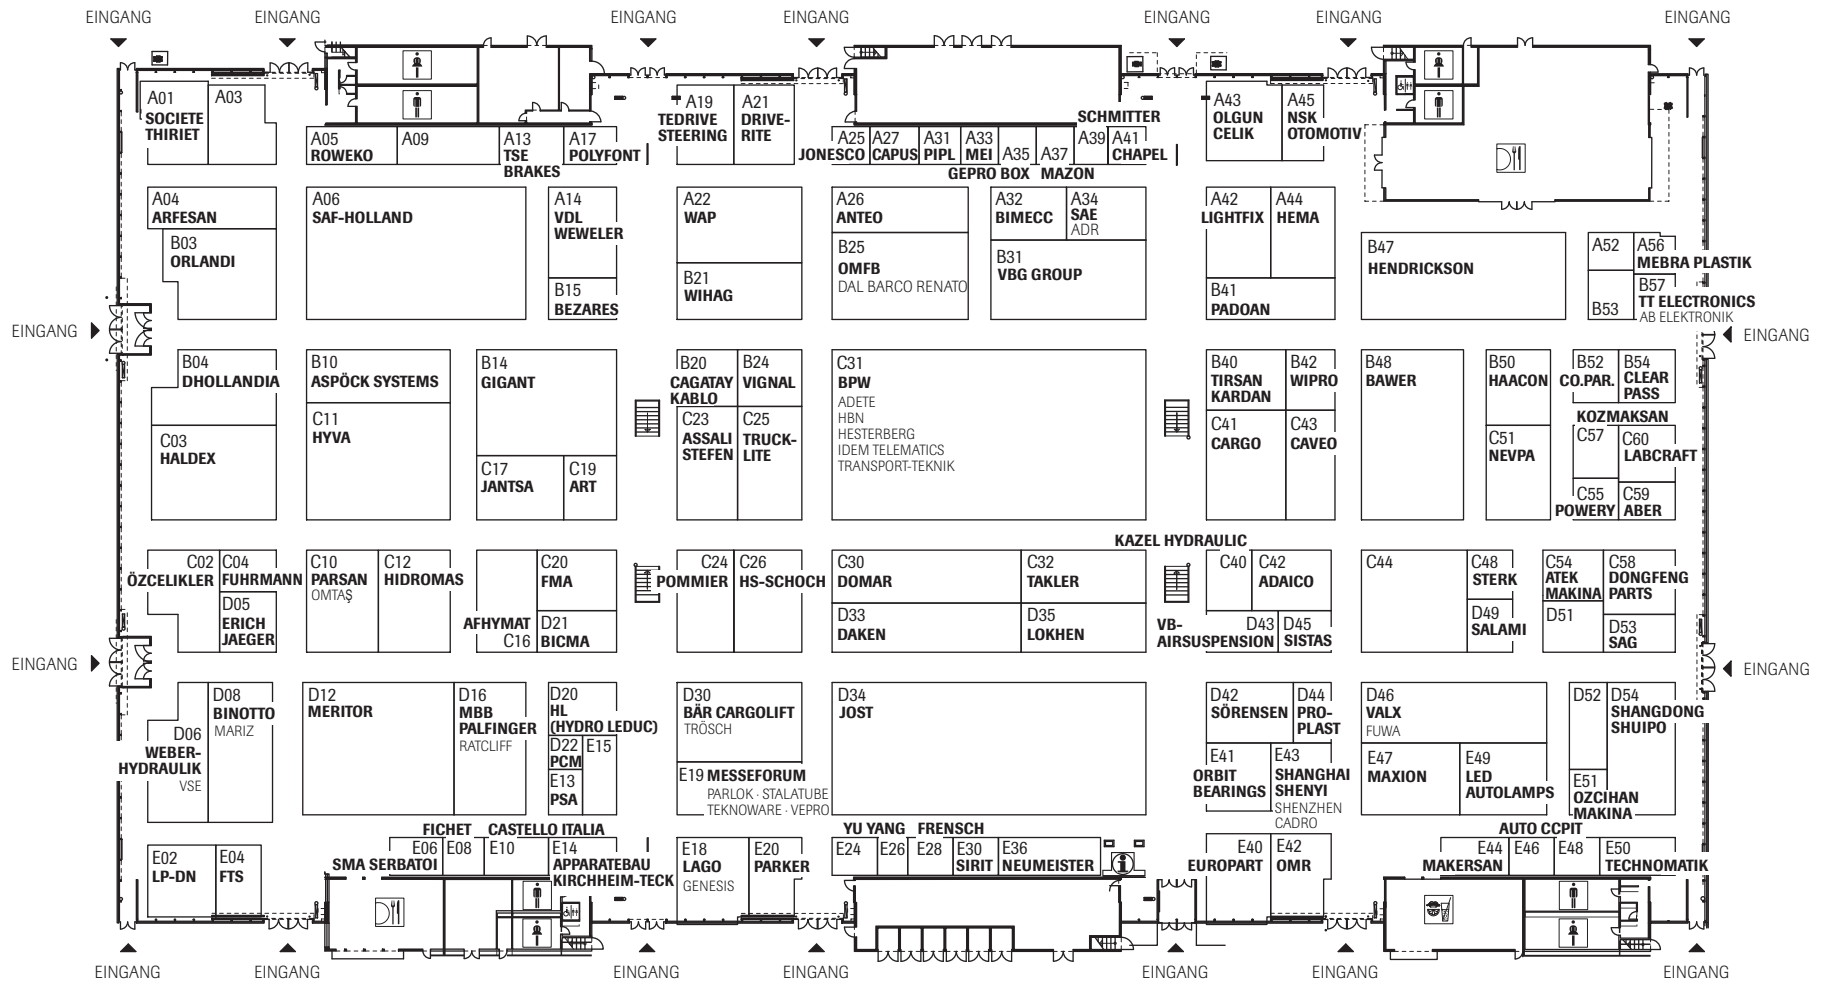 EINGANG
EINGANG
EINGANG
EINGANG
EINGANG
EINGANG
EINGANG
A01
SOCIETE
THIRIET
A03
A05
ROWEKO
A09
A13
TSE
BRAKES
A17
POLYFONT
A19
TEDRIVE
STEERING
A21
DRIVE-
RITE
A25
JONESCO
A27
CAPUS
A31
PIPL
A33
MEI
A35
GEPRO BOX
A37
MAZON
SCHMITTER
A39
A41
CHAPEL
A43
OLGUN
CELIK
A45
NSK
OTOMOTIV
A04
ARFESAN
B03
ORLANDI
A06
SAF-HOLLAND
A14
VDL
WEWELER
B15
BEZARES
A22
WAP
B21
WIHAG
A26
ANTEO
B25
OMFB
DAL BARCO RENATO
A32
BIMECC
A34
SAE
ADR
B31
VBG GROUP
A42
LIGHTFIX
A44
HEMA
B41
PADOAN
B47
HENDRICKSON
A52
B53
A56
MEBRA PLASTIK
B57
TT ELECTRONICS
AB ELEKTRONIK
EINGANG
EINGANG
B04
DHOLLANDIA
C03
HALDEX
B10
ASPÖCK SYSTEMS
C11
HYVA
B14
GIGANT
C17
JANTSA
C19
ART
B20
CAGATAY
KABLO
B24
VIGNAL
C23
ASSALI
STEFEN
C25
TRUCK-
LITE
C31
BPW
ADETE
HBN
HESTERBERG
IDEM TELEMATICS
TRANSPORT-TEKNIK
B40
TIRSAN
KARDAN
B42
WIPRO
C41
CARGO
C43
CAVEO
B48
BAWER
B50
HAACON
C51
NEVPA
B52
CO.PAR.
B54
CLEAR
PASS
KOZMAKSAN
C57
C60
LABCRAFT
C55
POWERY
C59
ABER
C02
ÖZCELIKLER
C04
FUHRMANN
D05
ERICH
JAEGER
C10
PARSAN
OMTAŞ
C12
HIDROMAS
AFHYMAT
C16
C20
FMA
D21
BICMA
C24
POMMIER
C26
HS-SCHOCH
C30
DOMAR
C32
TAKLER
D33
DAKEN
D35
LOKHEN
KAZEL HYDRAULIC
C40
C42
ADAICO
VB-
AIRSUSPENSION
D43
D45
SISTAS
C44
C48
STERK
D49
SALAMI
C54
ATEK
MAKINA
D51
C58
DONGFENG
PARTS
D53
SAG
EINGANG
EINGANG
D06
WEBER-
HYDRAULIK
VSE
D08
BINOTTO
MARIZ
D12
MERITOR
D16
MBB
PALFINGER
RATCLIFF
D20
HL
(HYDRO LEDUC)
D22
PCM
E15
E13
PSA
D30
BÄR CARGOLIFT
TRÖSCH
E19 MESSEFORUM
PARLOK · STALATUBE
TEKNOWARE · VEPRO
D34
JOST
D42
SÖRENSEN
D44
PRO-
PLAST
E41
ORBIT
BEARINGS
E43
SHANGHAI
SHENYI
SHENZHEN
CADRO
D46
VALX
FUWA
E47
MAXION
E49
LED
AUTOLAMPS
D52
D54
SHANGDONG
SHUIPO
E51
OZCIHAN
MAKINA
E02
LP-DN
E04
FTS
FICHET
CASTELLO ITALIA
E06
SMA SERBATOI
E08
E10
E14
APPARATEBAU
KIRCHHEIM-TECK
E18
LAGO
GENESIS
E20
PARKER
YU YANG
FRENSCH
E24
E26
E28
E30
SIRIT
E36
NEUMEISTER
E40
EUROPART
E42
OMR
AUTO CCPIT
E44
MAKERSAN
E46
E48
E50
TECHNOMATIK
i
EINGANG
EINGANG
EINGANG
EINGANG
EINGANG
EINGANG
EINGANG